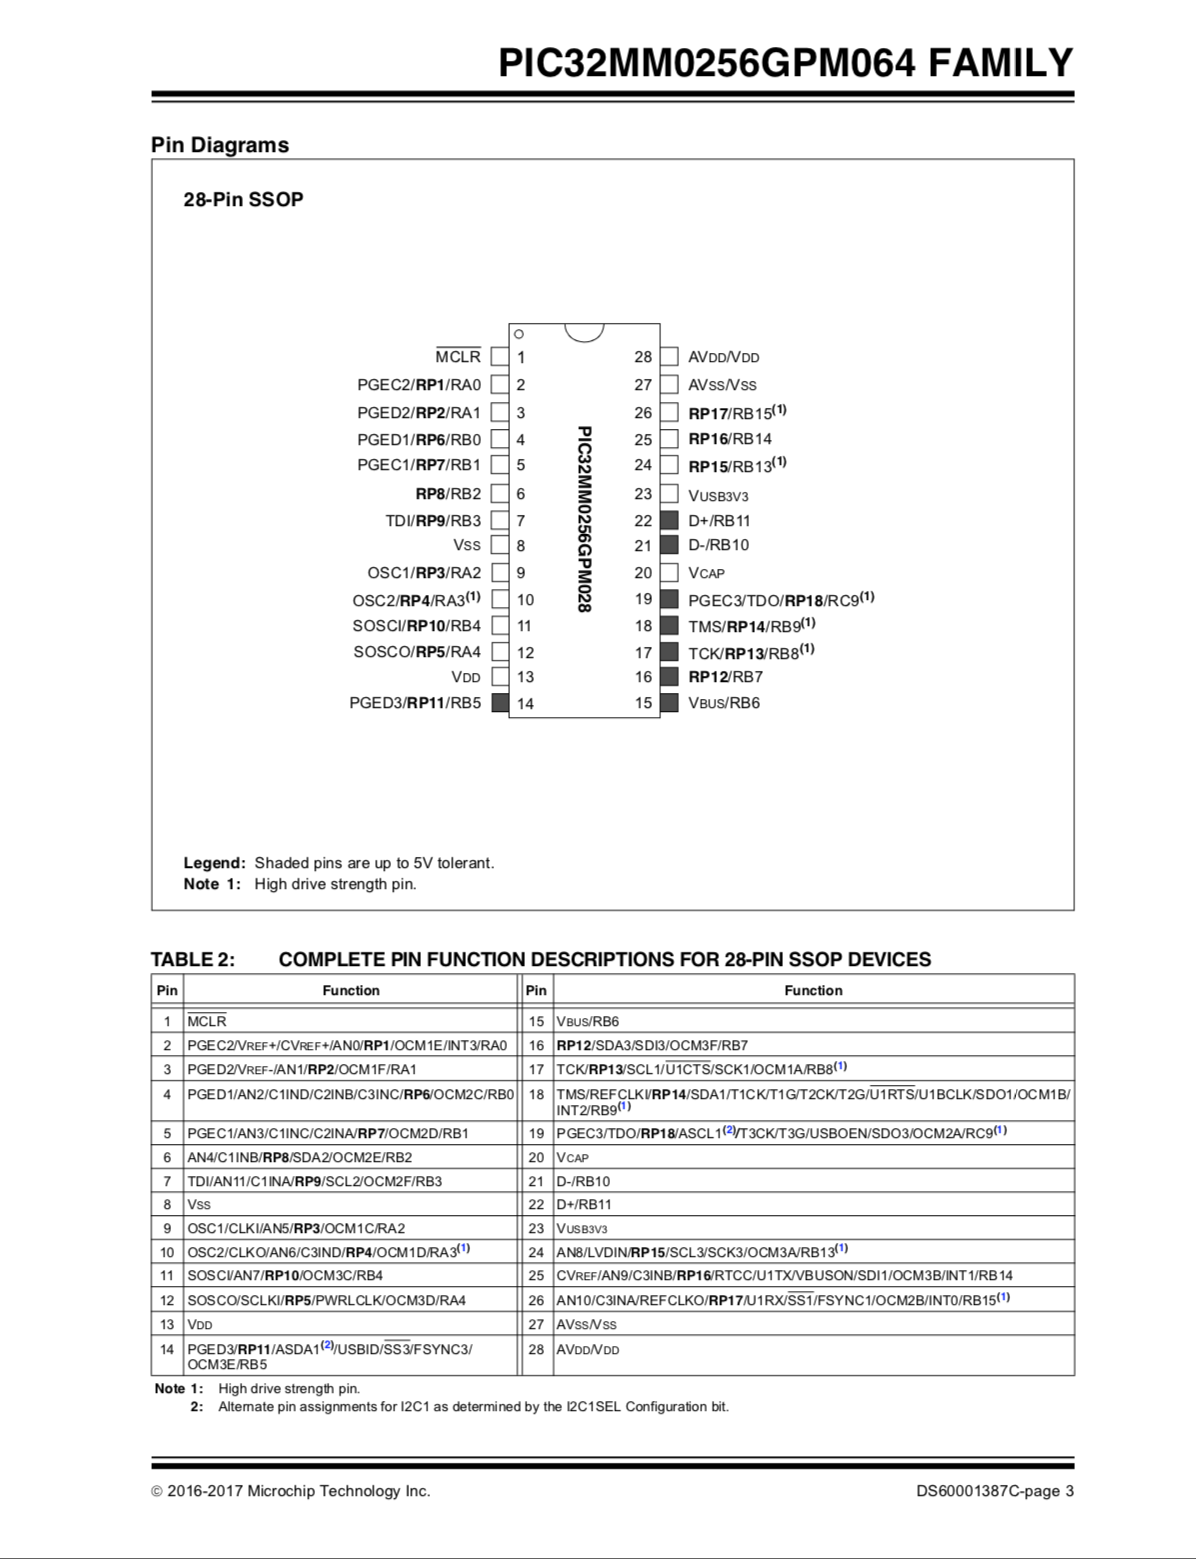 PIC32MM0256GPM064 FAMILY
Pin Diagrams
28-Pin SSOP
MCLR 1 28 AVDD/VDD
PGEC2/RP1/RA0 2 27 AVSS/VSS
PGED2/RP2/RA1 3 26 RP17/RB15(1)
PGED1/RP6/RB0 4 25 RP16/RB14
PGEC1/RP7/RB1 5 24 RP15/RB13(1)
RP8/RB2 6 23 VUSB3V3
TDI/RP9/RB3 7 22 D+/RB11
VSS 8 21 D-/RB10
OSC1/RP3/RA2 9 20 VCAP
OSC2/RP4/RA3(1) 10 19 PGEC3/TDO/RP18/RC9(1)
SOSCI/RP10/RB4 11 18 TMS/RP14/RB9(1)
SOSCO/RP5/RA4 12 17 TCK/RP13/RB8(1)
VDD 13 16 RP12/RB7
PGED3/RP11/RB5 14 15 VBUS/RB6
PIC32MM0256GPM028
Legend: Shaded pins are up to 5V tolerant.
Note 1: High drive strength pin.
TABLE 2: COMPLETE PIN FUNCTION DESCRIPTIONS FOR 28-PIN SSOP DEVICES
Pin Function Pin Function
1 MCLR 15 VBUS/RB6
2 PGEC2/VREF+/CVREF+/AN0/RP1/OCM1E/INT3/RA0 16 RP12/SDA3/SDI3/OCM3F/RB7
3 PGED2/VREF-/AN1/RP2/OCM1F/RA1 17 TCK/RP13/SCL1/U1CTS/SCK1/OCM1A/RB8(1)
4 PGED1/AN2/C1IND/C2INB/C3INC/RP6/OCM2C/RB0 18 TMS/REFCLKI/RP14/SDA1/T1CK/T1G/T2CK/T2G/U1RTS/U1BCLK/SDO1/OCM1B/
INT2/RB9(1)
5 PGEC1/AN3/C1INC/C2INA/RP7/OCM2D/RB1 19 PGEC3/TDO/RP18/ASCL1(2)/T3CK/T3G/USBOEN/SDO3/OCM2A/RC9(1)
6 AN4/C1INB/RP8/SDA2/OCM2E/RB2 20 VCAP
7 TDI/AN11/C1INA/RP9/SCL2/OCM2F/RB3 21 D-/RB10
8 VSS 22 D+/RB11
9 OSC1/CLKI/AN5/RP3/OCM1C/RA2 23 VUSB3V3
10 OSC2/CLKO/AN6/C3IND/RP4/OCM1D/RA3(1) 24 AN8/LVDIN/RP15/SCL3/SCK3/OCM3A/RB13(1)
11 SOSCI/AN7/RP10/OCM3C/RB4 25 CVREF/AN9/C3INB/RP16/RTCC/U1TX/VBUSON/SDI1/OCM3B/INT1/RB14
12 SOSCO/SCLKI/RP5/PWRLCLK/OCM3D/RA4 26 AN10/C3INA/REFCLKO/RP17/U1RX/SS1/FSYNC1/OCM2B/INT0/RB15(1)
13 VDD 27 AVSS/VSS
14 PGED3/RP11/ASDA1(2)/USBID/SS3/FSYNC3/ 28 AVDD/VDD
OCM3E/RB5
Note 1: High drive strength pin.
2: Alternate pin assignments for I2C1 as determined by the I2C1SEL Configuration bit.
© 2016-2017 Microchip Technology Inc. DS60001387C-page 3